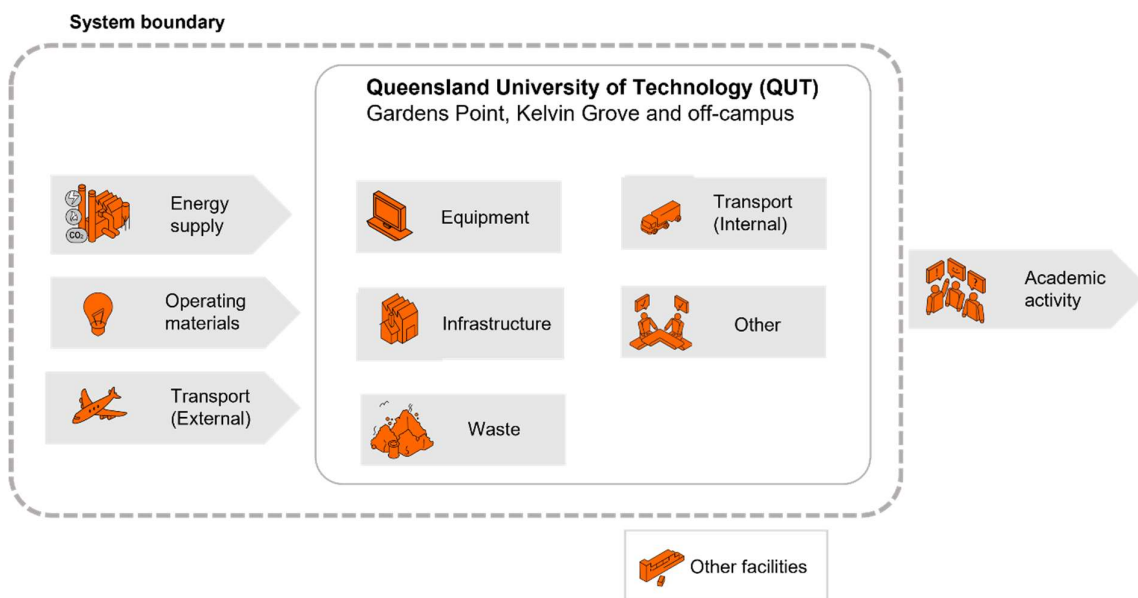 System boundary
Queensland University of Technology (QUT)
Gardens Point, Kelvin Grove and off-campus
Energy
supply
CO₂
Operating
materials
Transport
(External)
Equipment
Infrastructure
Waste
Transport
(Internal)
Other
Academic
activity
Other facilities